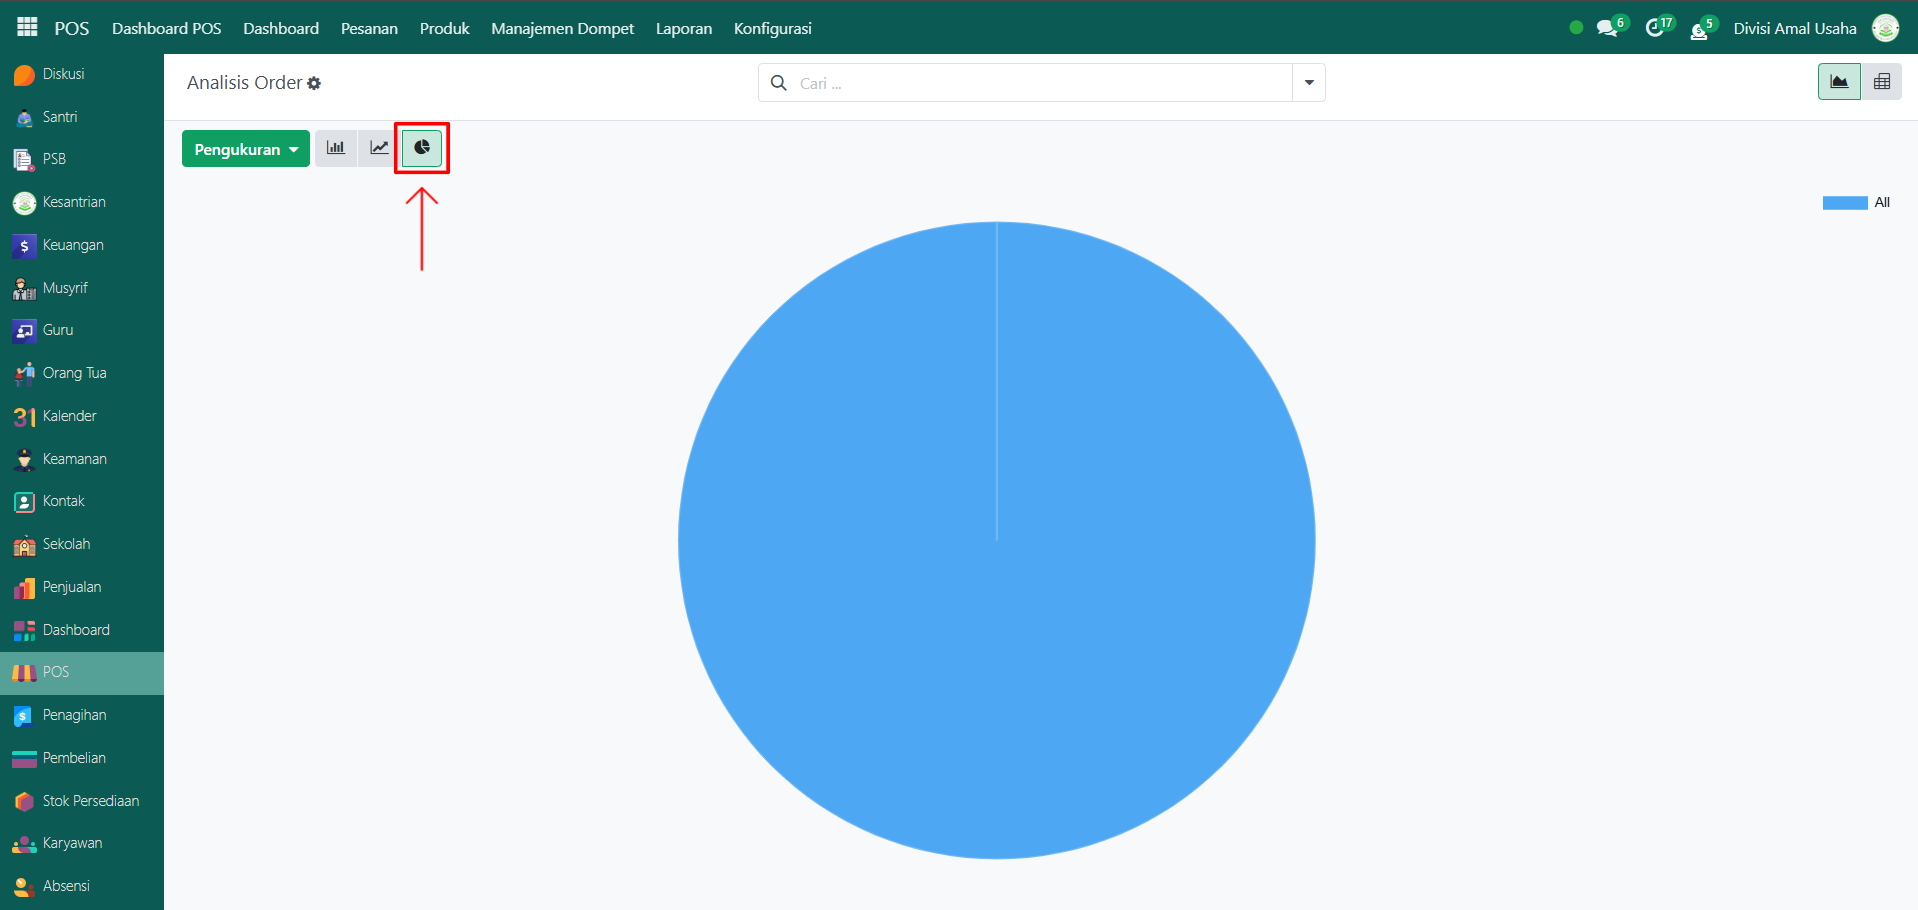 POS Dashboard POS Dashboard Pesanan Produk Manajemen Dompet Laporan Konfigurasi 6 17 5 Divisi Amal Usaha
Diskusi
Santri
PSB
Kesantrian
Keuangan
Musyrif
Guru
Orang Tua
31 Kalender
Keamanan
Kontak
Sekolah
Penjualan
Dashboard
POS
Penagihan
Pembelian
Stok Persediaan
Karyawan
Absensi
Analisis Order
Cari ...
Pengukuran
All